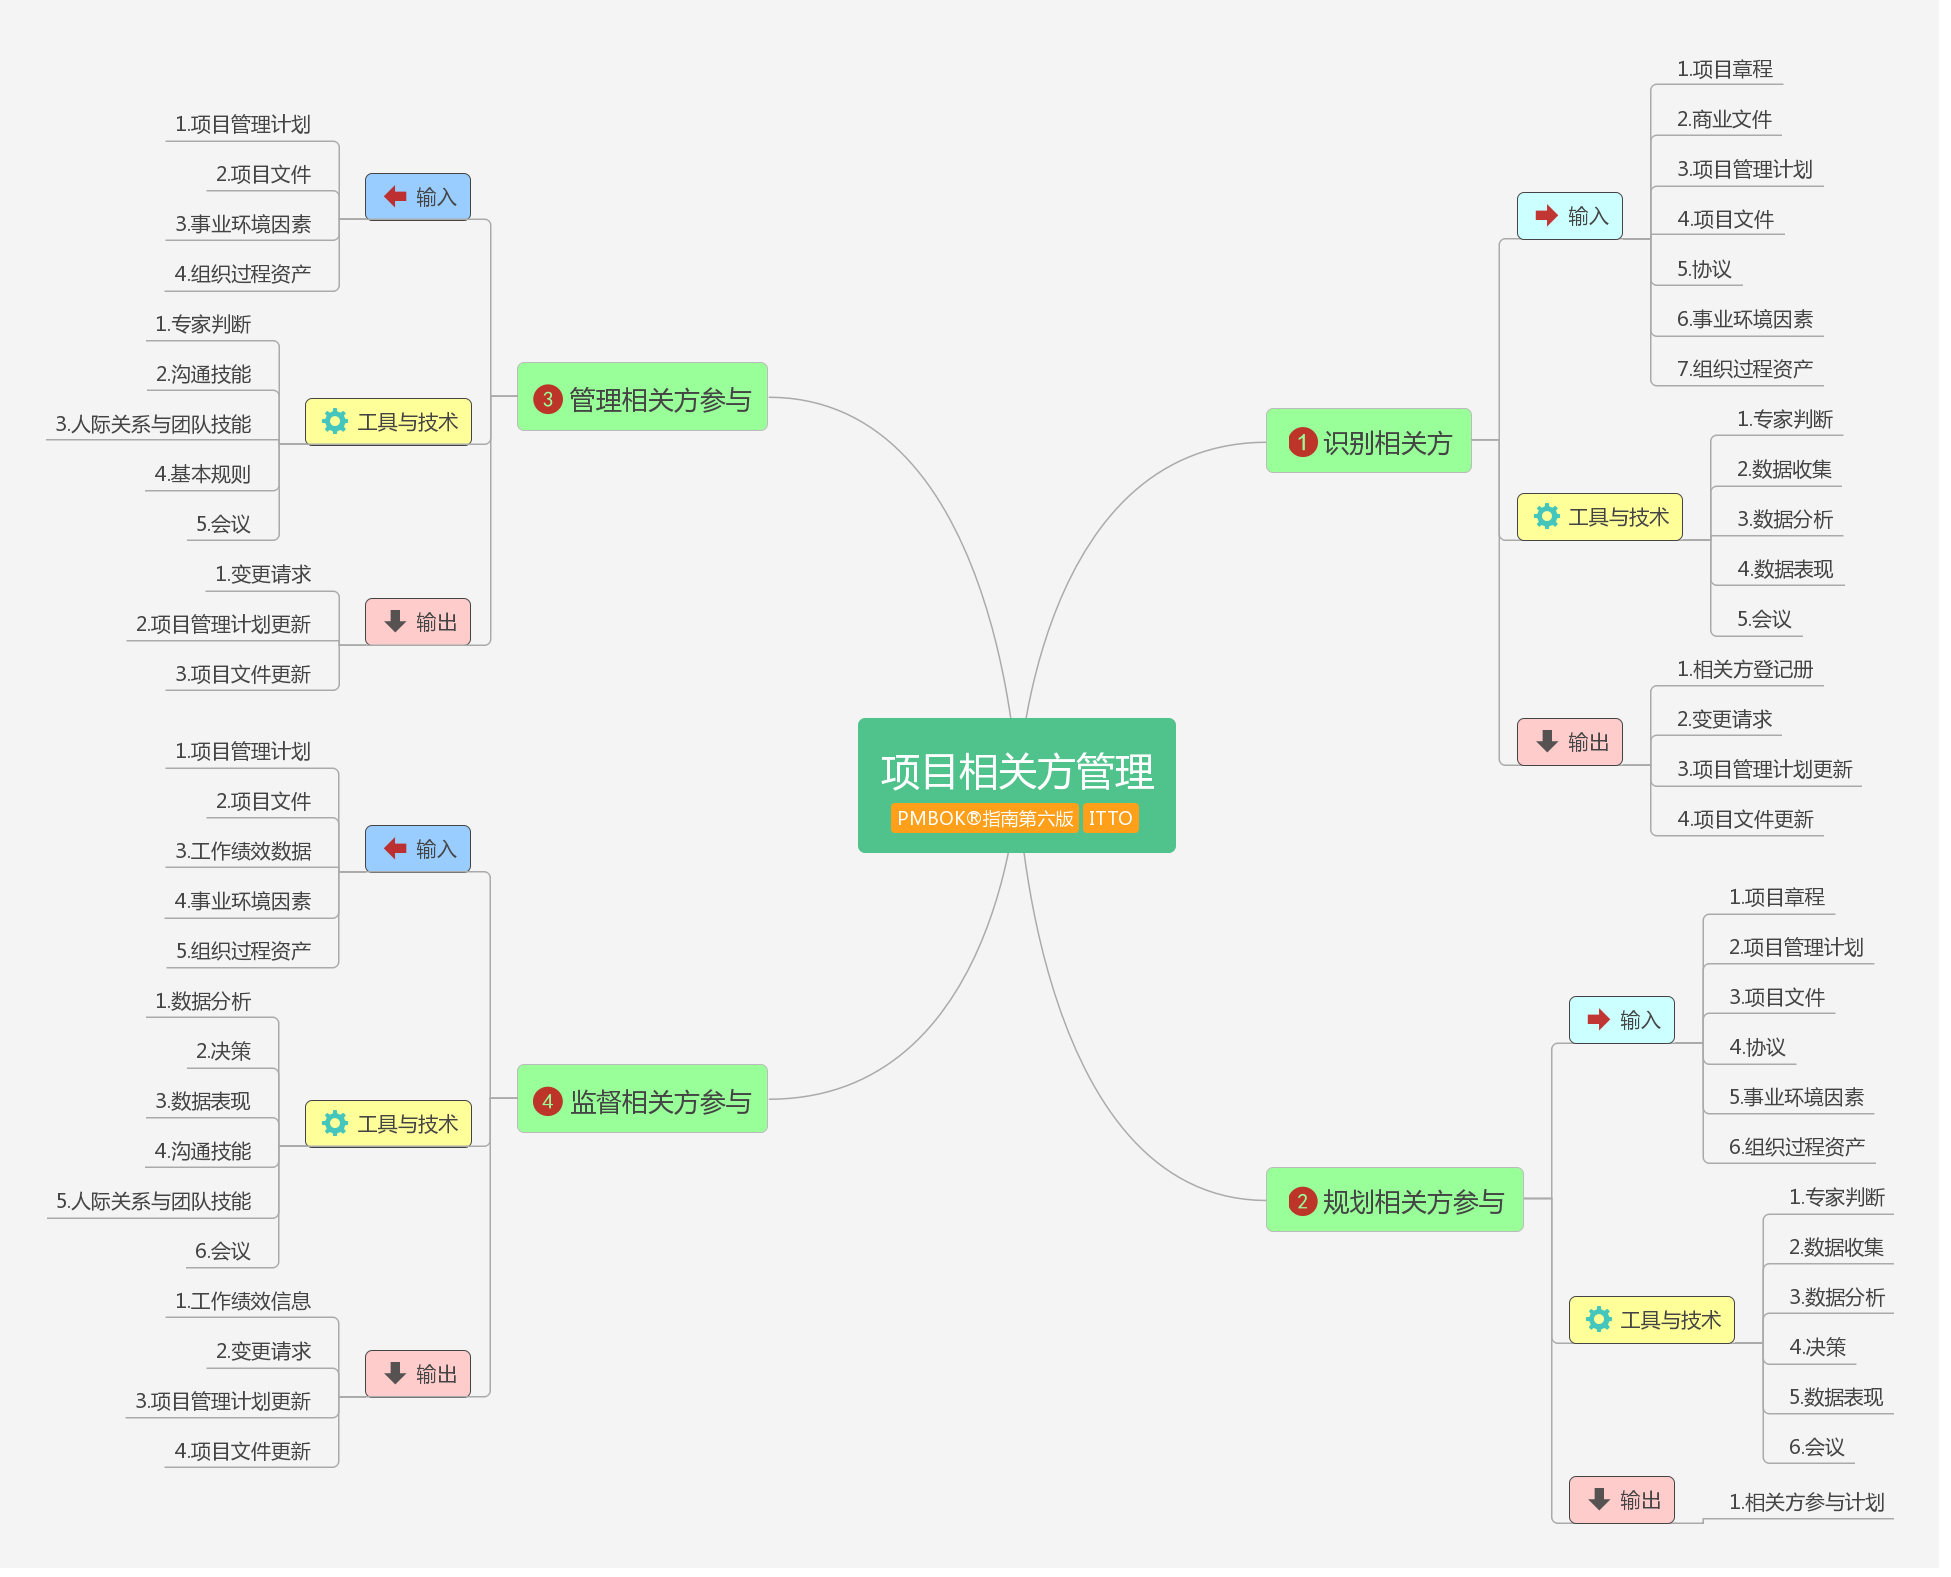 项目相关方管理
PMBOK®指南第六版 ITTO
1 识别相关方
输入
1.项目章程
2.商业文件
3.项目管理计划
4.项目文件
5.协议
6.事业环境因素
7.组织过程资产
工具与技术
1.专家判断
2.数据收集
3.数据分析
4.数据表现
5.会议
输出
1.相关方登记册
2.变更请求
3.项目管理计划更新
4.项目文件更新
2 规划相关方参与
输入
1.项目章程
2.项目管理计划
3.项目文件
4.协议
5.事业环境因素
6.组织过程资产
工具与技术
1.专家判断
2.数据收集
3.数据分析
4.决策
5.数据表现
6.会议
输出
1.相关方参与计划
3 管理相关方参与
输入
1.项目管理计划
2.项目文件
3.事业环境因素
4.组织过程资产
工具与技术
1.专家判断
2.沟通技能
3.人际关系与团队技能
4.基本规则
5.会议
输出
1.变更请求
2.项目管理计划更新
3.项目文件更新
4 监督相关方参与
输入
1.项目管理计划
2.项目文件
3.工作绩效数据
4.事业环境因素
5.组织过程资产
工具与技术
1.数据分析
2.决策
3.数据表现
4.沟通技能
5.人际关系与团队技能
6.会议
输出
1.工作绩效信息
2.变更请求
3.项目管理计划更新
4.项目文件更新